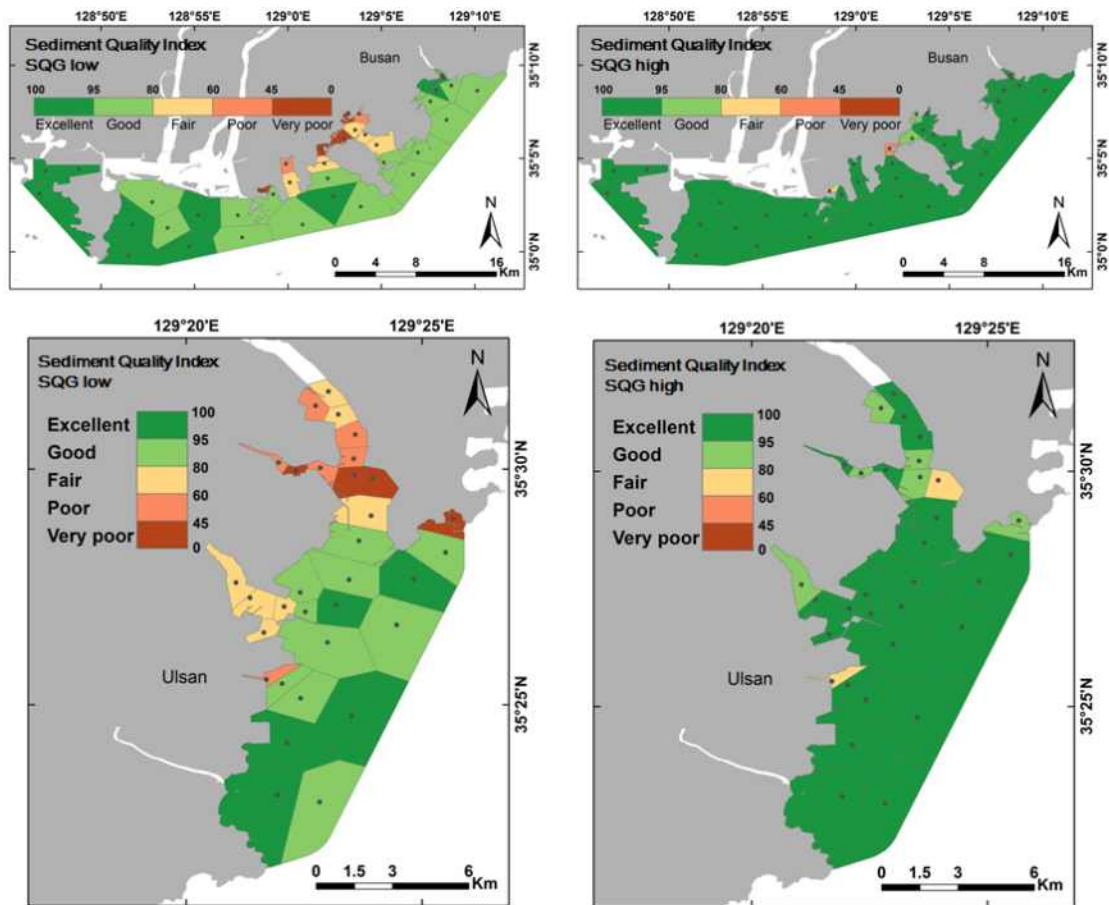 128°50'E 128°55'E 129°0'E 129°5'E 129°10'E
Sediment Quality Index
SQG low
Busan
100 95 80 60 45 0
Excellent Good Fair Poor Very poor
35°10'N
35°5'N
35°0'N
N
0 4 8 16
Km
128°50'E 128°55'E 129°0'E 129°5'E 129°10'E
Sediment Quality Index
SQG high
Busan
100 95 80 60 45 0
Excellent Good Fair Poor Very poor
35°10'N
35°5'N
35°0'N
N
0 4 8 16
Km
129°20'E 129°25'E
Sediment Quality Index
SQG low
N
Excellent
Good
Fair
Poor
Very poor
100
95
80
60
45
0
35°30'N
Ulsan
35°25'N
0 1.5 3 6
Km
129°20'E 129°25'E
Sediment Quality Index
SQG high
N
Excellent
Good
Fair
Poor
Very poor
100
95
80
60
45
0
35°30'N
Ulsan
35°25'N
0 1.5 3 6
Km